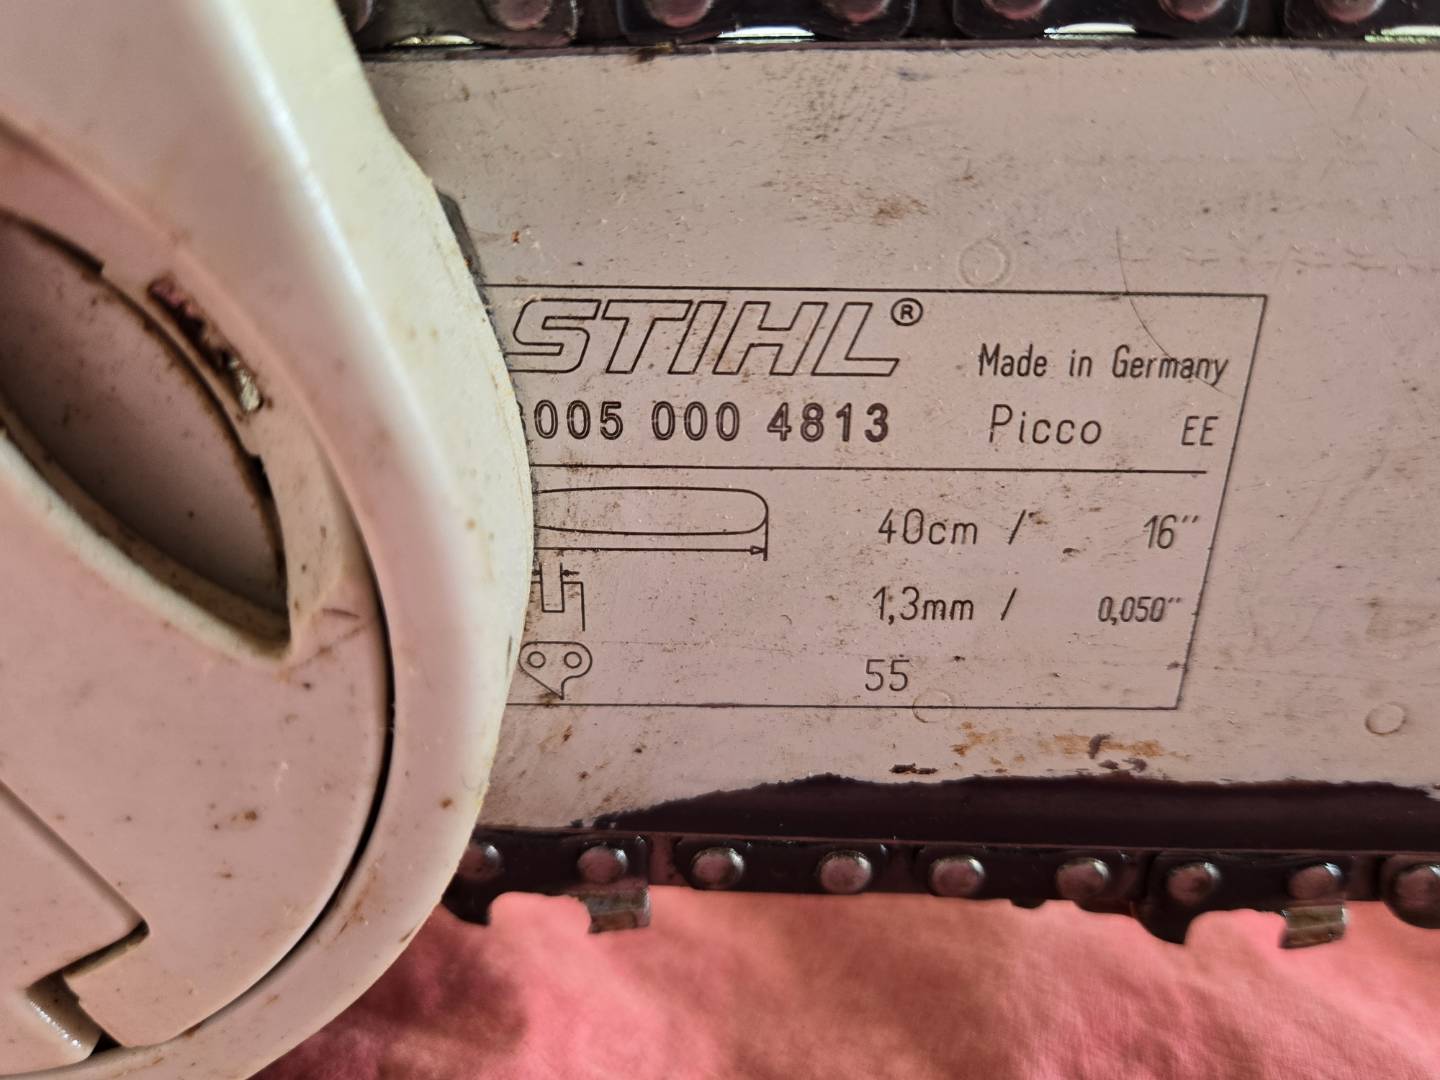 STIHL® Made in Germany
005 000 4813 Picco EE
40cm / 16"
1,3mm / 0,050"
55